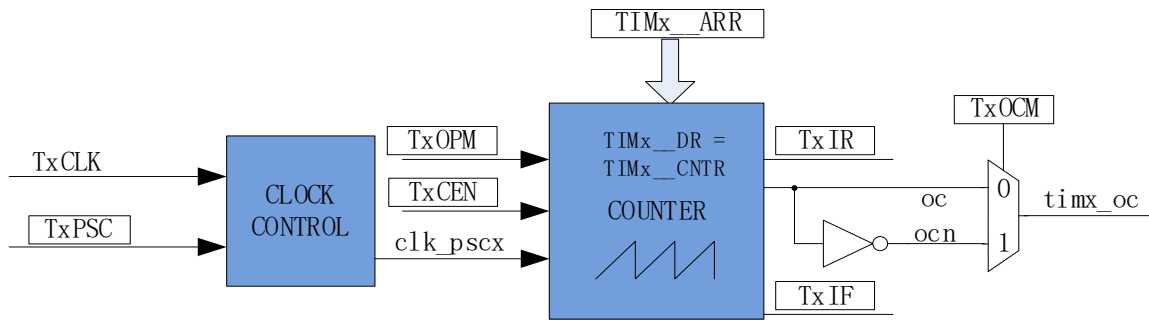 TIMx__ARR
TxOCM
TxOPM
TIMx__DR =
TIMx__CNTR
TxIR
TxCLK
CLOCK
CONTROL
TxCEN
COUNTER
oc
0
timx_oc
TxPSC
clk_pscx
ocn
1
TxIF